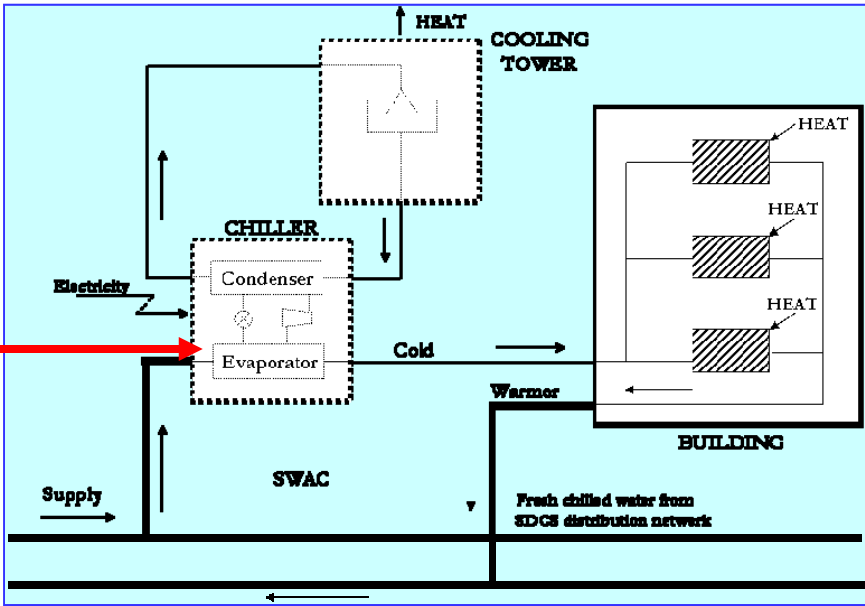 HEAT
COOLING
TOWER
HEAT
HEAT
CHILLER
Electricity
Condenser
HEAT
Evaporator
Cold
Warmor
BUILDING
SWAC
Supply
Fresh chilled water from
SDCS distribution network